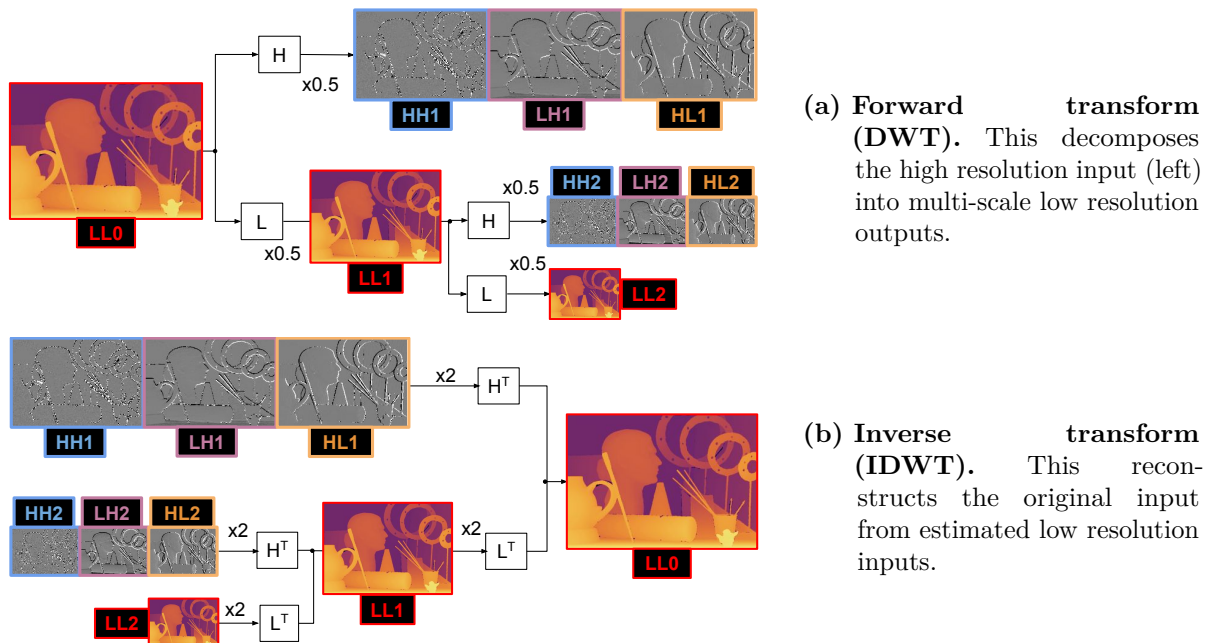 H
x0.5
HH1
LH1
HL1
LL0
L
x0.5
LL1
H
x0.5
HH2
LH2
HL2
L
x0.5
LL2
(a) Forward transform
(DWT). This decomposes
the high resolution input (left)
into multi-scale low resolution
outputs.
HH1
LH1
HL1
x2
Hᵀ
HH2
LH2
HL2
x2
Hᵀ
LL2
x2
Lᵀ
LL1
x2
Lᵀ
LL0
(b) Inverse transform
(IDWT). This recon-
structs the original input
from estimated low resolution
inputs.